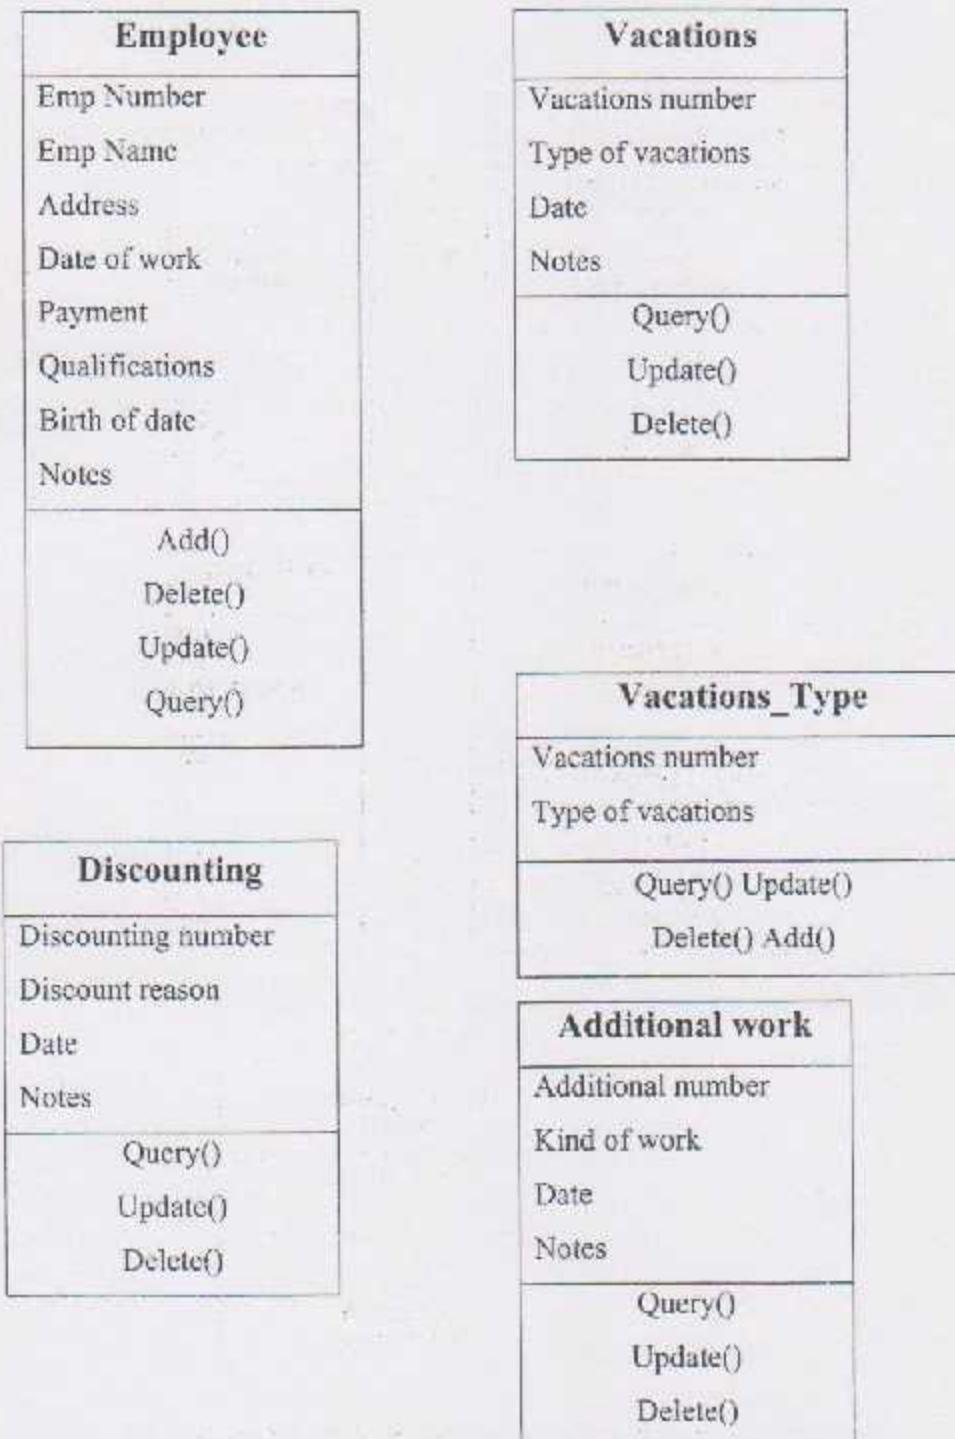 Employee
Emp Number
Emp Name
Address
Date of work
Payment
Qualifications
Birth of date
Notes
Add()
Delete()
Update()
Query()
Vacations
Vacations number
Type of vacations
Date
Notes
Query()
Update()
Delete()
Vacations_Type
Vacations number
Type of vacations
Query() Update()
Delete() Add()
Discounting
Discounting number
Discount reason
Date
Notes
Query()
Update()
Delete()
Additional work
Additional number
Kind of work
Date
Notes
Query()
Update()
Delete()